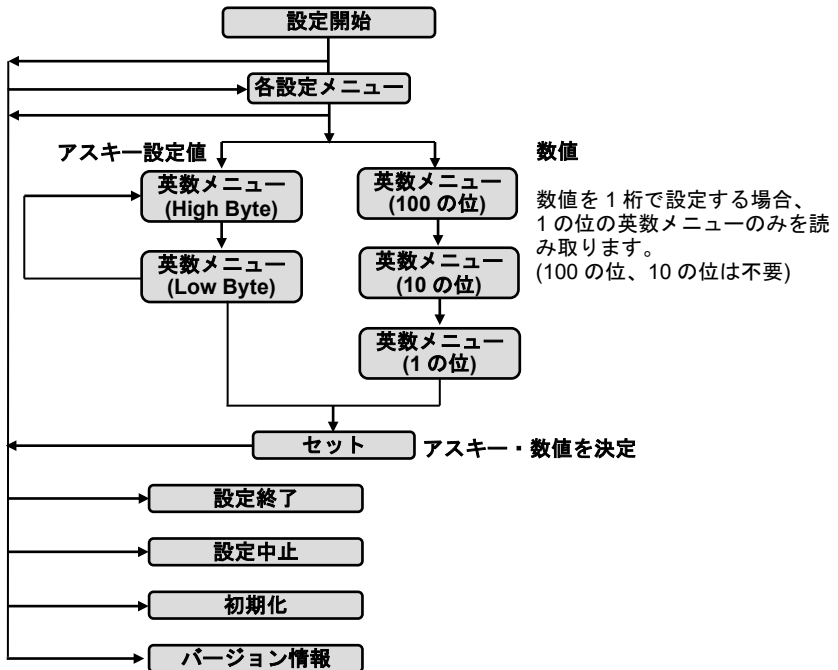 設定開始
各設定メニュー
アスキー設定値
数値
英数メニュー
(High Byte)
英数メニュー
(Low Byte)
英数メニュー
(100 の位)
英数メニュー
(10 の位)
英数メニュー
(1 の位)
数値を 1 桁で設定する場合、
1 の位の英数メニューのみを読
み取ります。
(100 の位、10 の位は不要)
セット
アスキー・数値を決定
設定終了
設定中止
初期化
バージョン情報